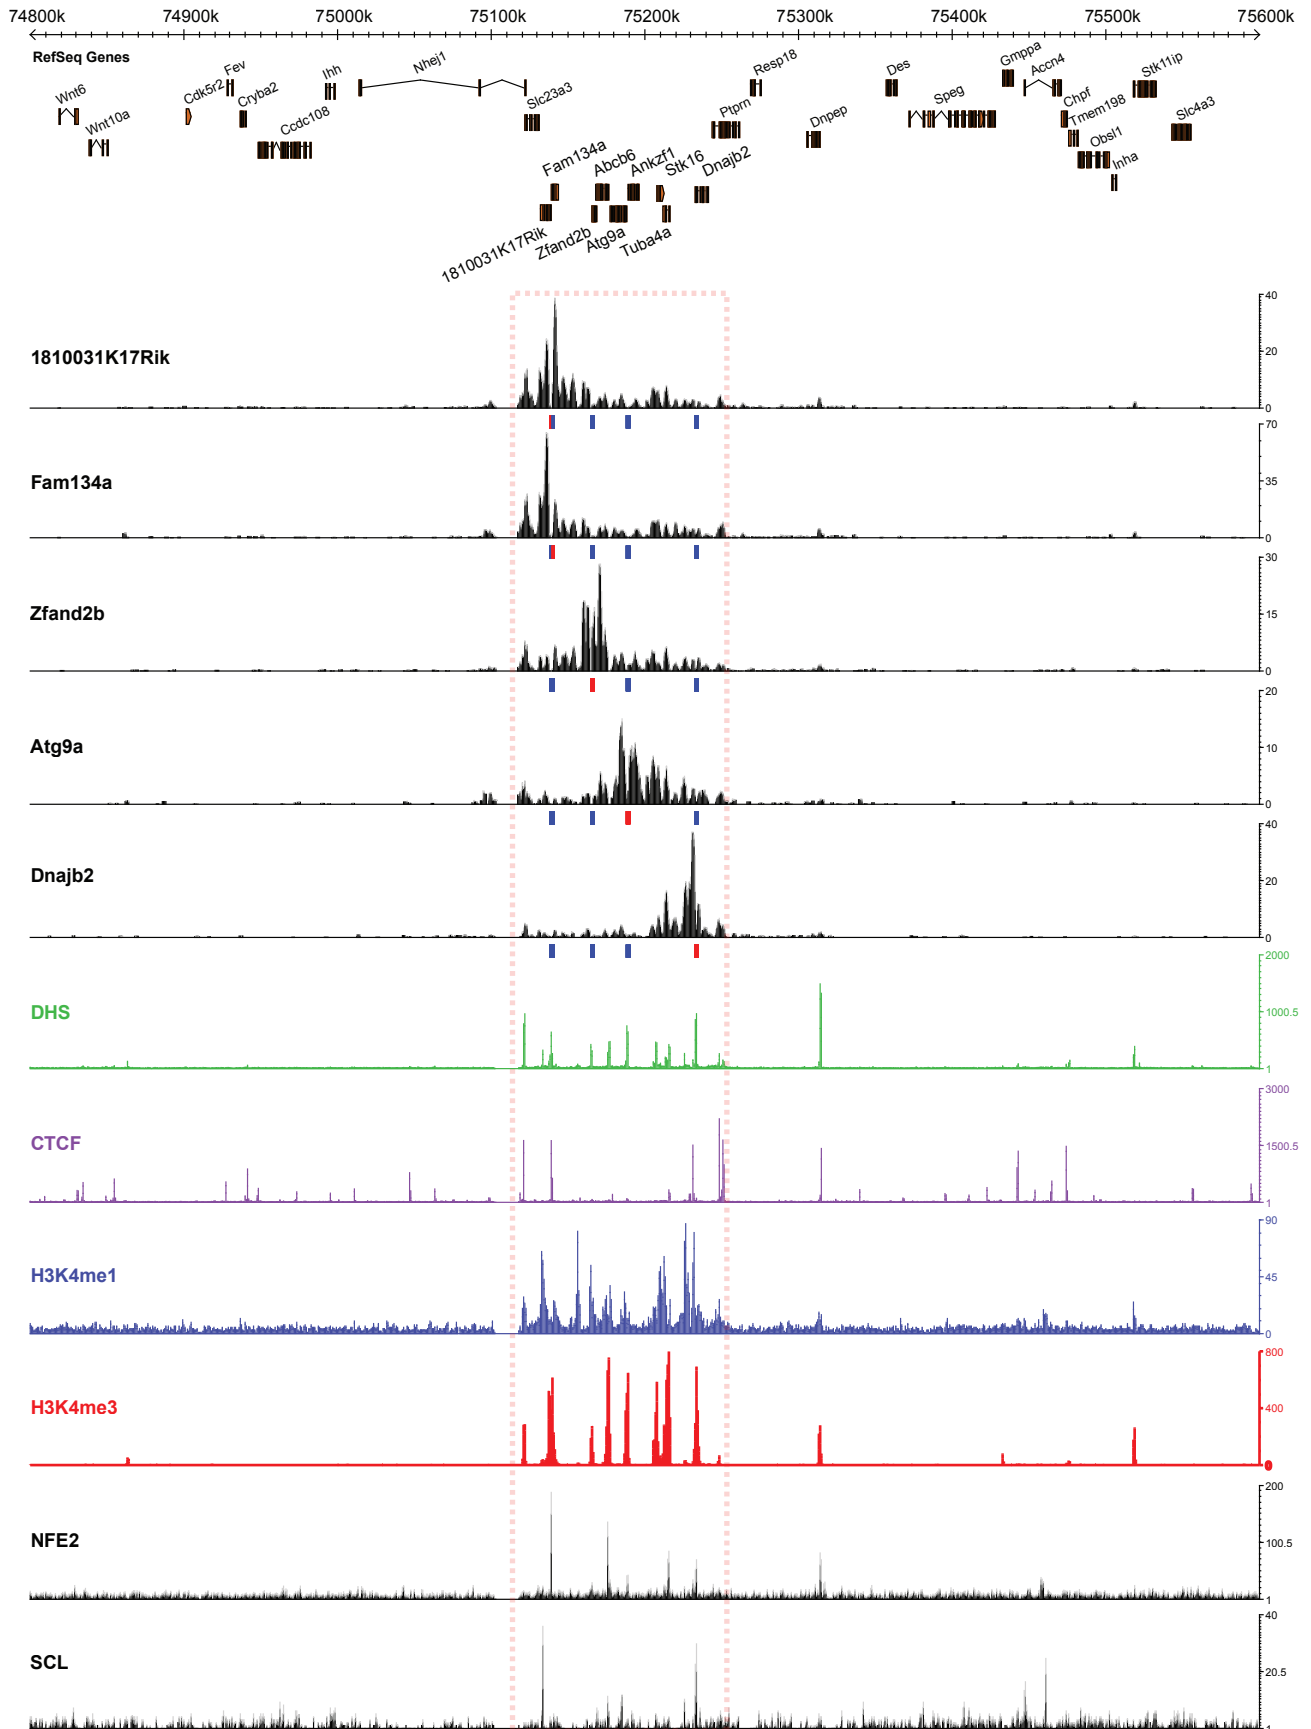 74800k 74900k 75000k 75100k 75200k 75300k 75400k 75500k 75600k
RefSeq Genes
Wnt6 Wnt10a Cdk5r2 Fev Cryba2 Ccdc108 Ihh Nhej1 Slc23a3 Ptprn Resp18 Dnpep Des Speg Gmppa Accn4 Chpf Tmem198 Obsl1 Inha Stk11ip Slc4a3
Fam134a Abcb6 Ankzf1 Stk16 Dnajb2
1810031K17Rik Zfand2b Atg9a Tuba4a
40
1810031K17Rik
20
0
70
Fam134a
35
0
30
Zfand2b
15
0
20
Atg9a
10
0
40
Dnajb2
20
0
2000
DHS
1000.5
1
3000
CTCF
1500.5
1
90
H3K4me1
45
0
800
H3K4me3
400
0
200
NFE2
100.5
1
40
SCL
20.5
1